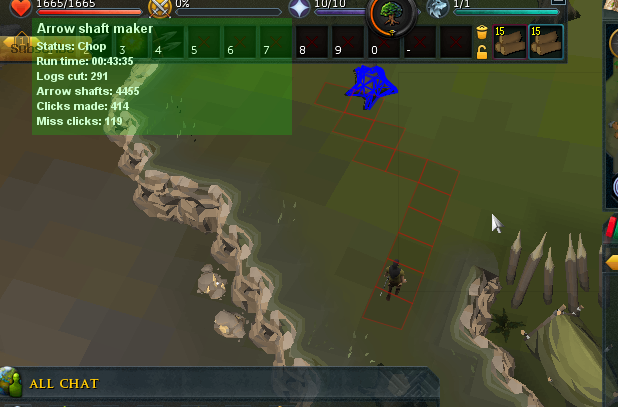 1665/1665
10/10
1/1
Arrow shaft maker
Status: Chop
Run time: 00:43:35
Logs cut: 291
Arrow shafts: 4455
Clicks made: 414
Miss clicks: 119
3 4 5 6 7 8 9 0 -
15 15
ALL CHAT